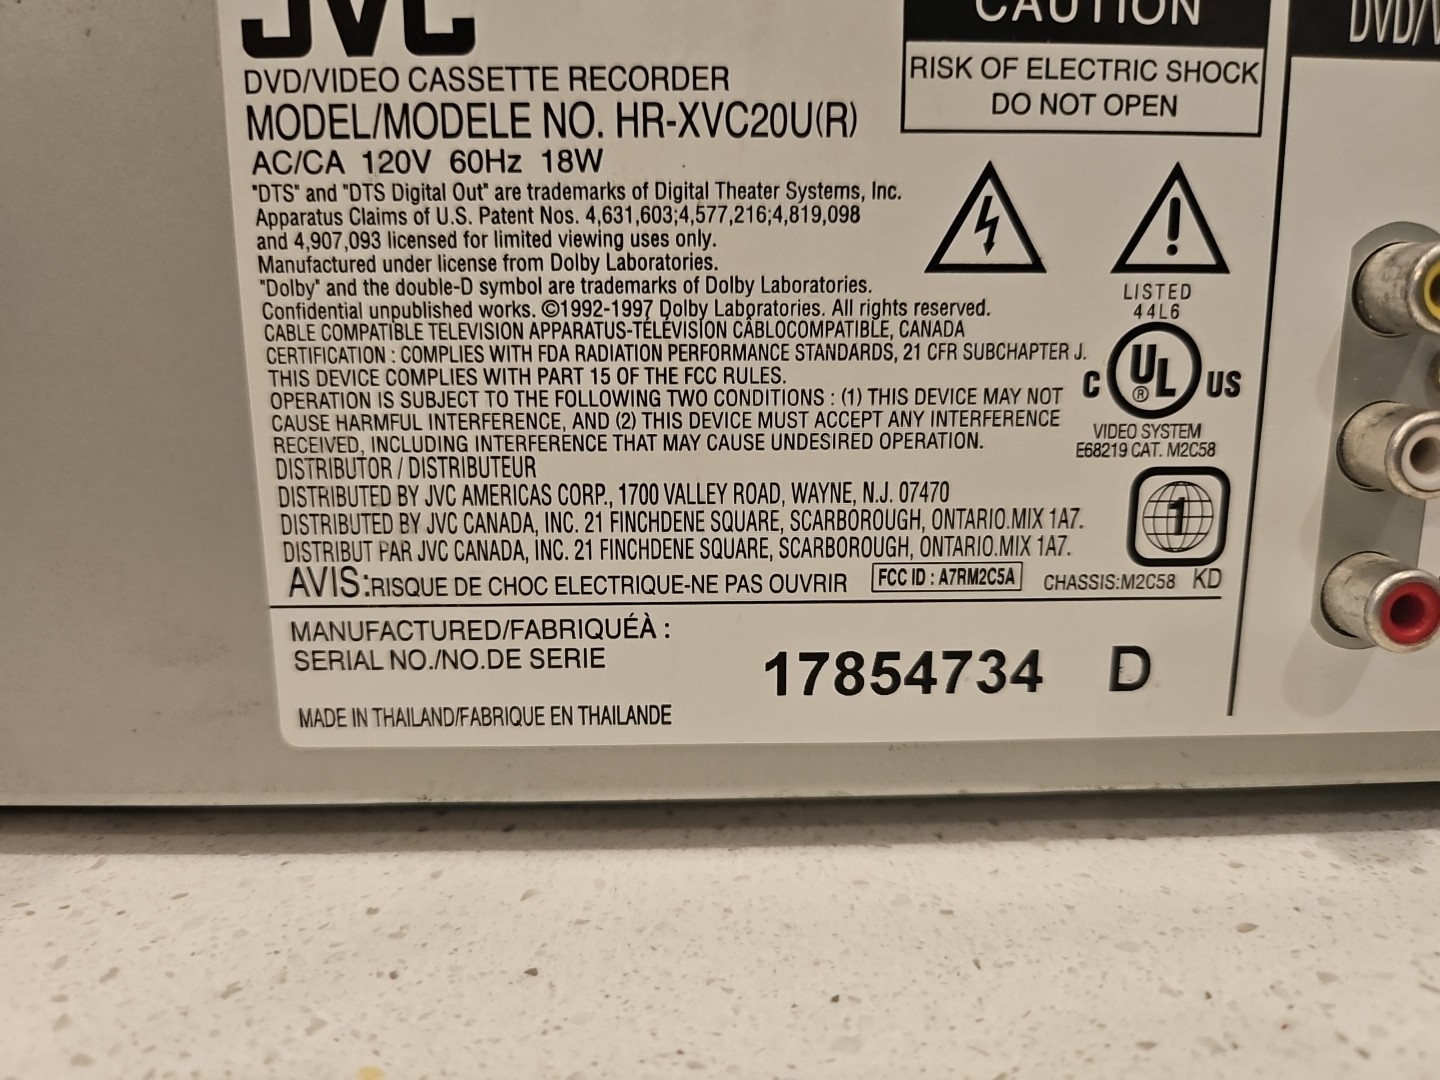 JVC
DVD/VIDEO CASSETTE RECORDER
MODEL/MODELE NO. HR-XVC20U(R)
AC/CA 120V 60Hz 18W
"DTS" and "DTS Digital Out" are trademarks of Digital Theater Systems, Inc.
Apparatus Claims of U.S. Patent Nos. 4,631,603;4,577,216;4,819,098
and 4,907,093 licensed for limited viewing uses only.
Manufactured under license from Dolby Laboratories.
"Dolby" and the double-D symbol are trademarks of Dolby Laboratories.
Confidential unpublished works. ©1992-1997 Dolby Laboratories. All rights reserved.
CABLE COMPATIBLE TELEVISION APPARATUS-TÉLÉVISION CÂBLOCOMPATIBLE, CANADA
CERTIFICATION : COMPLIES WITH FDA RADIATION PERFORMANCE STANDARDS, 21 CFR SUBCHAPTER J.
THIS DEVICE COMPLIES WITH PART 15 OF THE FCC RULES.
OPERATION IS SUBJECT TO THE FOLLOWING TWO CONDITIONS : (1) THIS DEVICE MAY NOT
CAUSE HARMFUL INTERFERENCE, AND (2) THIS DEVICE MUST ACCEPT ANY INTERFERENCE
RECEIVED, INCLUDING INTERFERENCE THAT MAY CAUSE UNDESIRED OPERATION.
DISTRIBUTOR / DISTRIBUTEUR
DISTRIBUTED BY JVC AMERICAS CORP., 1700 VALLEY ROAD, WAYNE, N.J. 07470
DISTRIBUTED BY JVC CANADA, INC. 21 FINCHDENE SQUARE, SCARBOROUGH, ONTARIO.MIX 1A7.
DISTRIBUT PAR JVC CANADA, INC. 21 FINCHDENE SQUARE, SCARBOROUGH, ONTARIO.MIX 1A7.
AVIS:RISQUE DE CHOC ELECTRIQUE-NE PAS OUVRIR
FCC ID : A7RM2C5A
CHASSIS:M2C58 KD
CAUTION
RISK OF ELECTRIC SHOCK
DO NOT OPEN
LISTED
44L6
C UL ® US
VIDEO SYSTEM
E68219 CAT. M2C58
1
MANUFACTURED/FABRIQUÉÀ :
SERIAL NO./NO.DE SERIE
17854734 D
MADE IN THAILAND/FABRIQUE EN THAILANDE
DVD/V